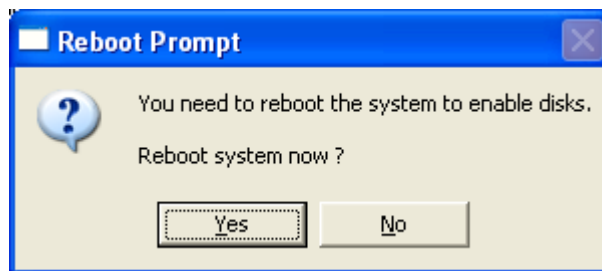 Reboot Prompt
You need to reboot the system to enable disks.
Reboot system now ?
Yes No